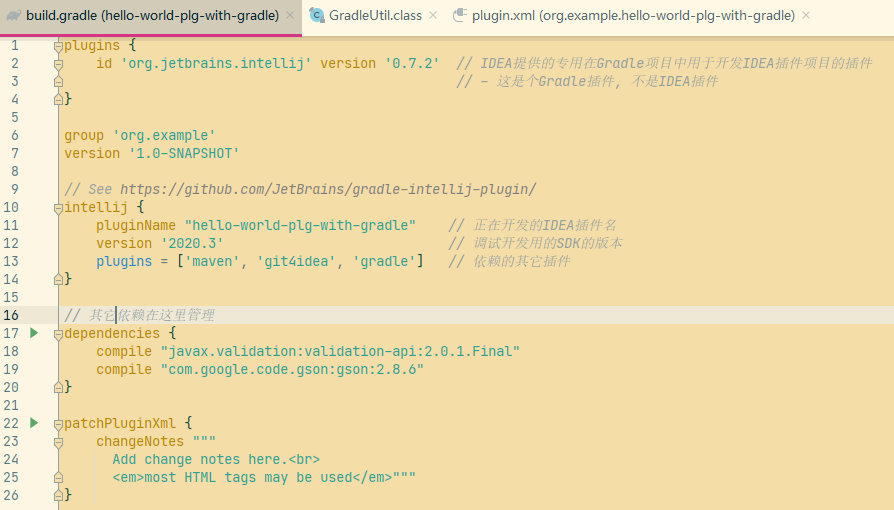 build.gradle (hello-world-plg-with-gradle) GradleUtil.class plugin.xml (org.example.hello-world-plg-with-gradle)
1 plugins {
2     id 'org.jetbrains.intellij' version '0.7.2'  // IDEA提供的专用在Gradle项目中用于开发IDEA插件项目的插件
3                                                  // - 这是个Gradle插件, 不是IDEA插件
4 }
5
6 group 'org.example'
7 version '1.0-SNAPSHOT'
8
9 // See https://github.com/JetBrains/gradle-intellij-plugin/
10 intellij {
11     pluginName "hello-world-plg-with-gradle"    // 正在开发的IDEA插件名
12     version '2020.3'                            // 调试开发用的SDK的版本
13     plugins = ['maven', 'git4idea', 'gradle']   // 依赖的其它插件
14 }
15
16 // 其它依赖在这里管理
17 dependencies {
18     compile "javax.validation:validation-api:2.0.1.Final"
19     compile "com.google.code.gson:gson:2.8.6"
20 }
21
22 patchPluginXml {
23     changeNotes """
24       Add change notes here.<br>
25       <em>most HTML tags may be used</em>"""
26 }